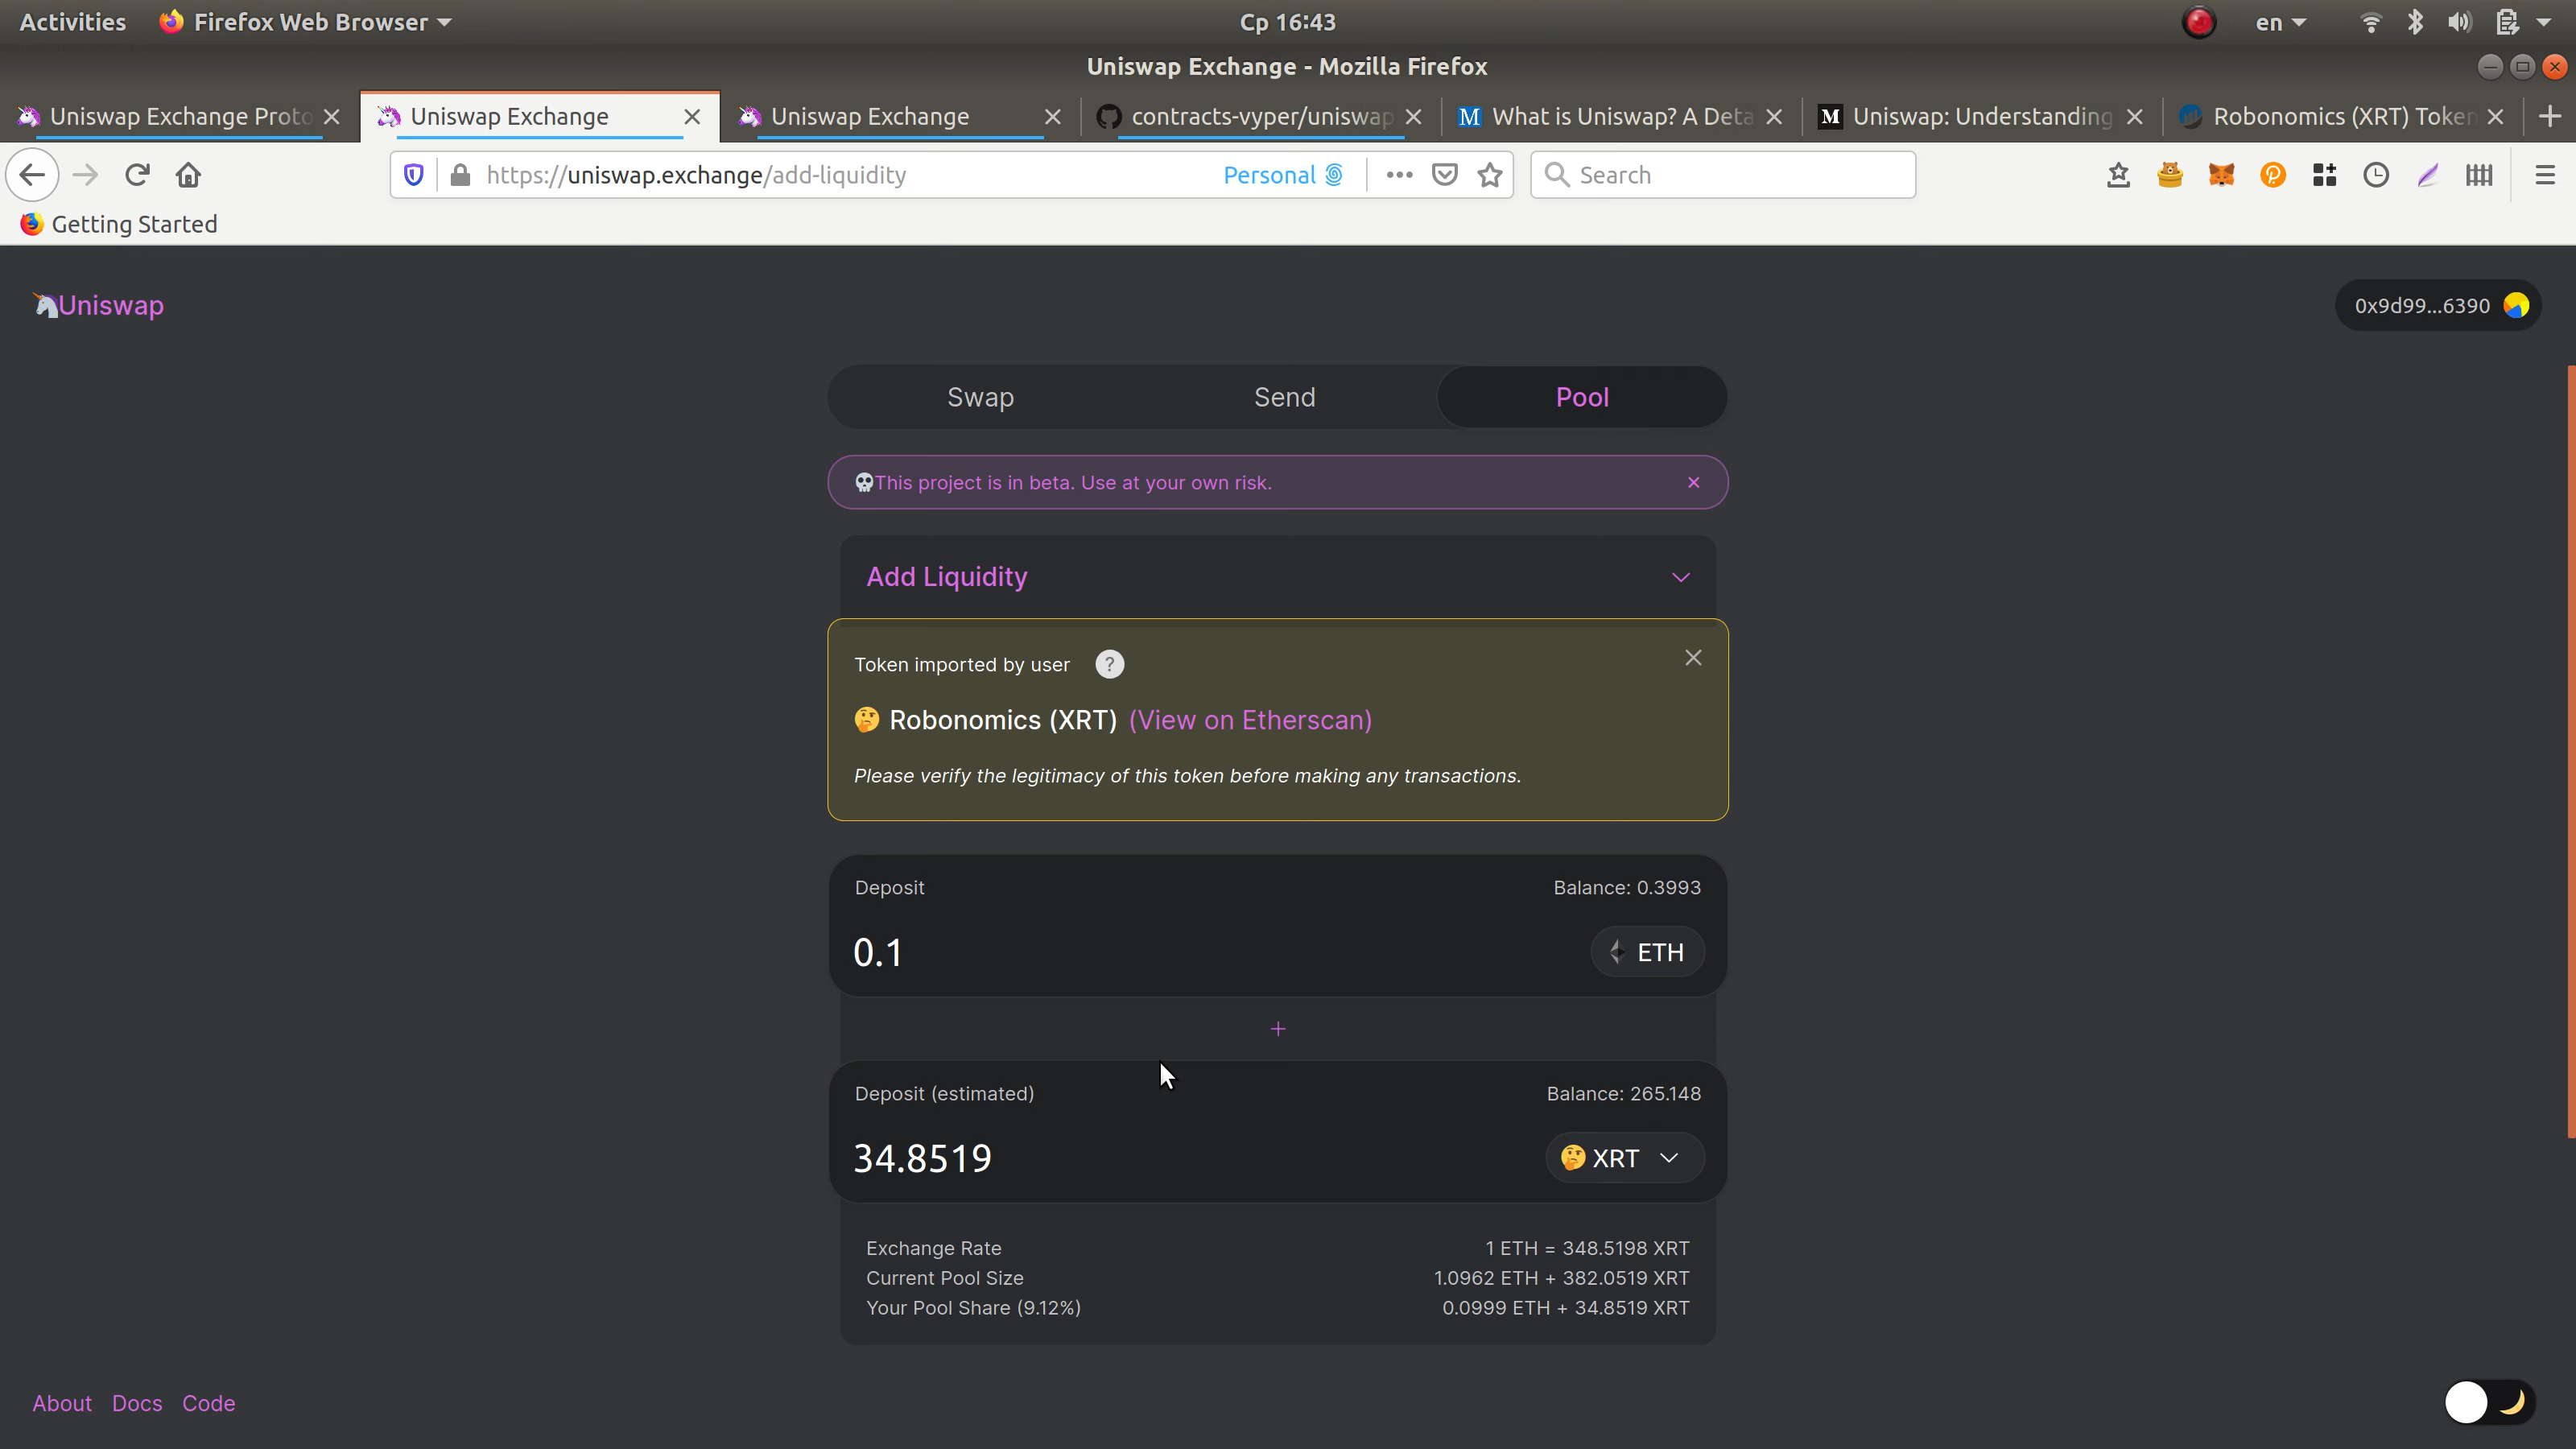 Activities Firefox Web Browser Ср 16:43 en
Uniswap Exchange - Mozilla Firefox
Uniswap Exchange Proto Uniswap Exchange Uniswap Exchange contracts-vyper/uniswap What is Uniswap? A Deta Uniswap: Understanding Robonomics (XRT) Token
https://uniswap.exchange/add-liquidity Personal Search
Getting Started
Uniswap 0x9d99...6390
Swap Send Pool
This project is in beta. Use at your own risk.
Add Liquidity
Token imported by user ?
Robonomics (XRT) (View on Etherscan)
Please verify the legitimacy of this token before making any transactions.
Deposit Balance: 0.3993
0.1 ETH
+
Deposit (estimated) Balance: 265.148
34.8519 XRT
Exchange Rate 1 ETH = 348.5198 XRT
Current Pool Size 1.0962 ETH + 382.0519 XRT
Your Pool Share (9.12%) 0.0999 ETH + 34.8519 XRT
About Docs Code